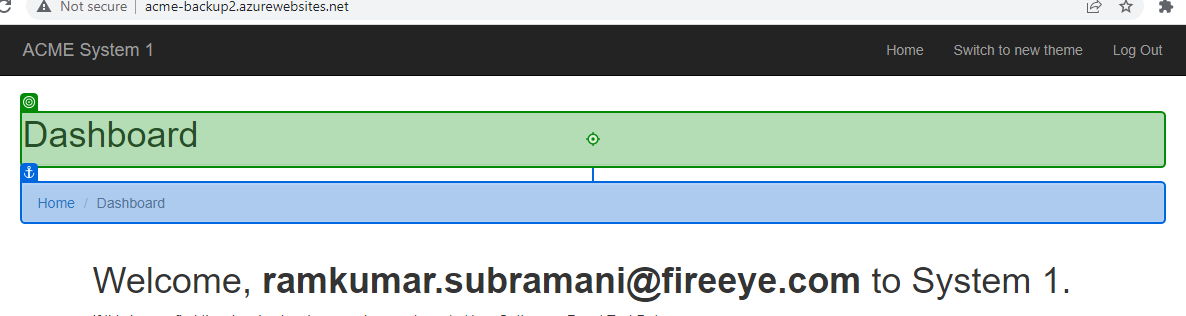 Not secure | acme-backup2.azurewebsites.net
ACME System 1 Home Switch to new theme Log Out
Dashboard
Home / Dashboard
Welcome, ramkumar.subramani@fireeye.com to System 1.